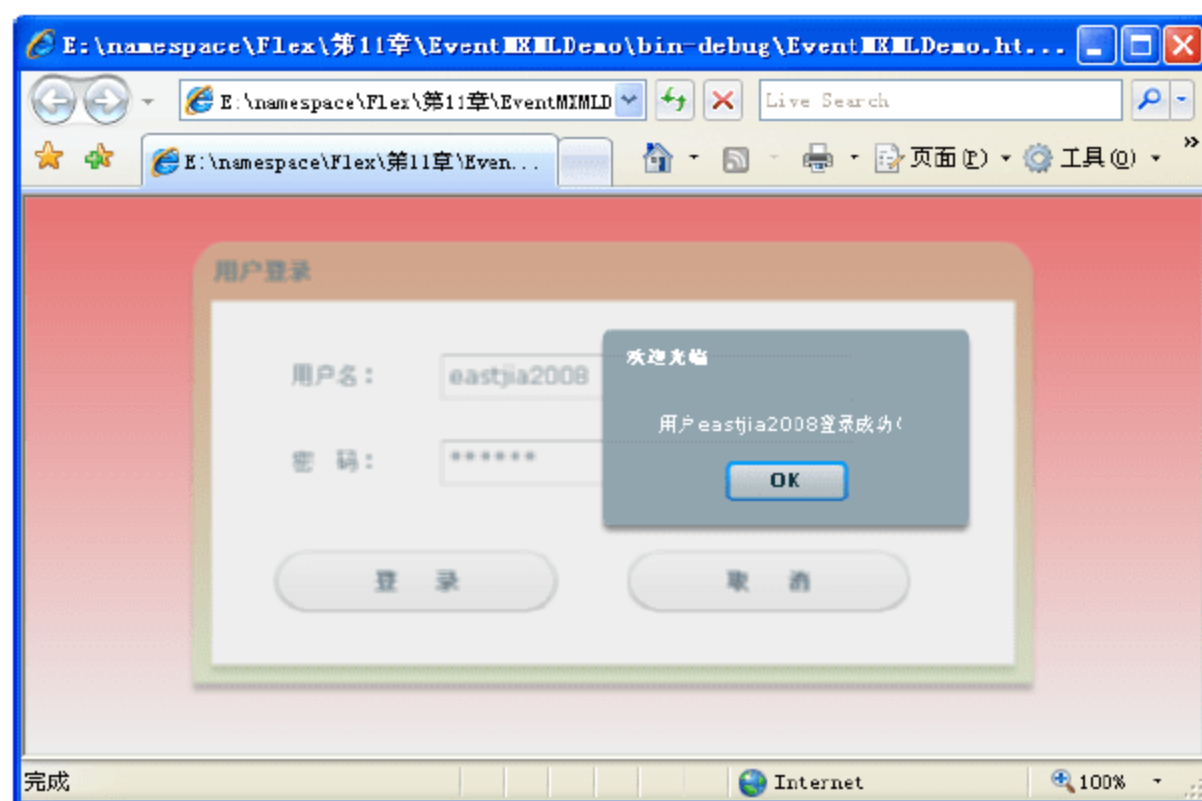 E:\namespace\Flex\第11章\EventMXMLDemo\bin-debug\EventMXMLDemo.ht...
E:\namespace\Flex\第11章\EventMXMLD
Live Search
E:\namespace\Flex\第11章\Even...
页面(P)
工具(O)
»
用户登录
用户名：
eastjia2008
密 码：
******
欢迎光临
用户eastjia2008登录成功!
OK
登 录
取 消
完成
Internet
100%